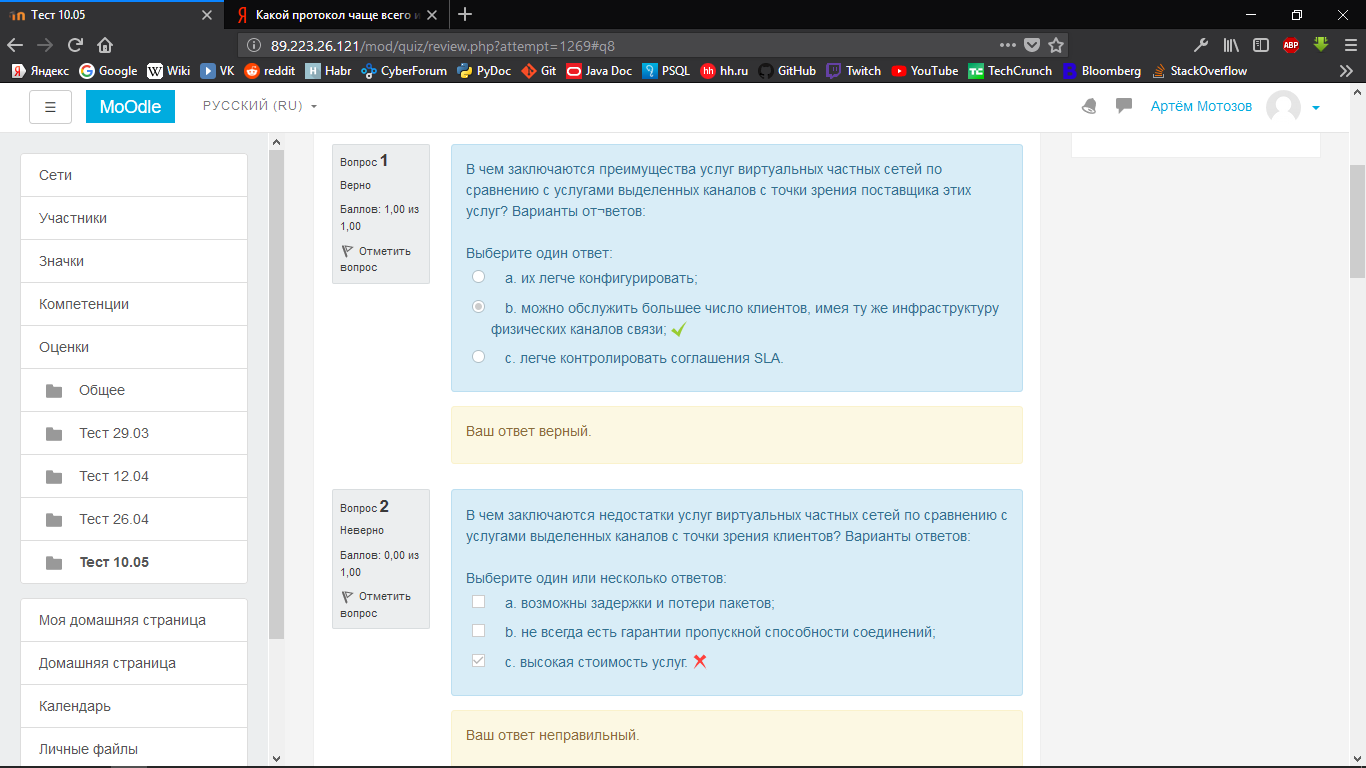 Тест 10.05
Какой протокол чаще всего и
89.223.26.121/mod/quiz/review.php?attempt=1269#q8
ABP
Яндекс Google Wiki VK reddit Habr CyberForum PyDoc Git Java Doc PSQL hh.ru GitHub Twitch YouTube TechCrunch Bloomberg StackOverflow
MoOdle РУССКИЙ (RU) Артём Мотозов
Сети
Участники
Значки
Компетенции
Оценки
Общее
Тест 29.03
Тест 12.04
Тест 26.04
Тест 10.05
Моя домашняя страница
Домашняя страница
Календарь
Личные файлы
Вопрос 1
Верно
Баллов: 1,00 из
1,00
Отметить
вопрос
В чем заключаются преимущества услуг виртуальных частных сетей по
сравнению с услугами выделенных каналов с точки зрения поставщика этих
услуг? Варианты от¬ветов:
Выберите один ответ:
a. их легче конфигурировать;
b. можно обслужить большее число клиентов, имея ту же инфраструктуру
физических каналов связи;
c. легче контролировать соглашения SLA.
Ваш ответ верный.
Вопрос 2
Неверно
Баллов: 0,00 из
1,00
Отметить
вопрос
В чем заключаются недостатки услуг виртуальных частных сетей по сравнению с
услугами выделенных каналов с точки зрения клиентов? Варианты ответов:
Выберите один или несколько ответов:
a. возможны задержки и потери пакетов;
b. не всегда есть гарантии пропускной способности соединений;
c. высокая стоимость услуг.
Ваш ответ неправильный.